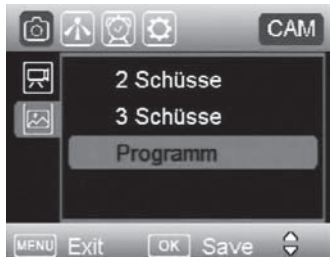 CAM
2 Schüsse
3 Schüsse
Programm
MENU Exit OK Save